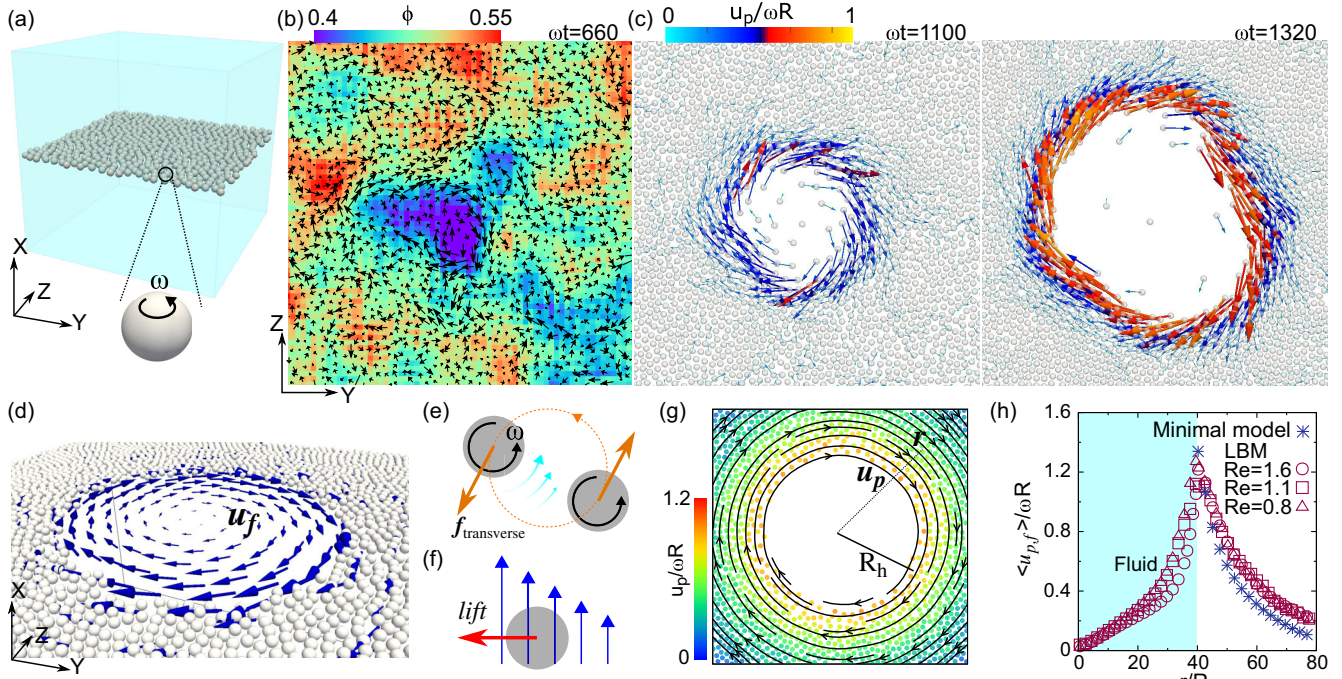 (a)
X
Z
Y
ω
(b)
0.4
ϕ
0.55
ωt=660
Z
Y
(c)
0
u_p/ωR
1
ωt=1100
ωt=1320
(d)
u_f
X
Z
Y
(e)
ω
f_transverse
(f)
lift
(g)
1.2
u_p/ωR
0
r
u_p
R_h
(h)
<u_{p,f}>/ωR
1.6
1.2
0.8
0.4
0
Minimal model
LBM
Re=1.6
Re=1.1
Re=0.8
Fluid
0 20 40 60 80